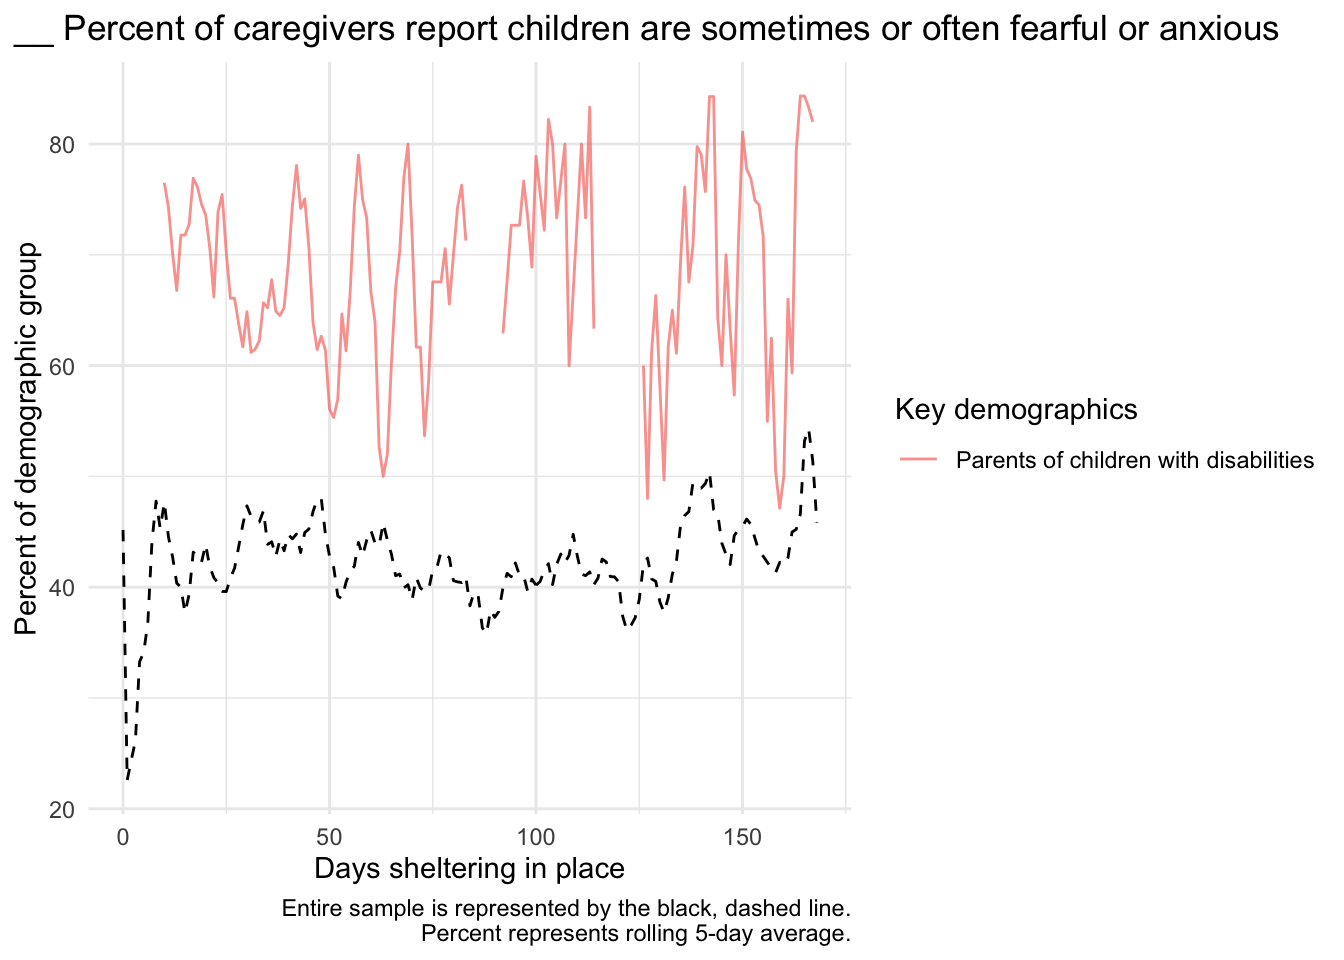 __ Percent of caregivers report children are sometimes or often fearful or anxious
Percent of demographic group
80
60
40
20
0 50 100 150
Days sheltering in place
Key demographics
Parents of children with disabilities
Entire sample is represented by the black, dashed line.
Percent represents rolling 5-day average.